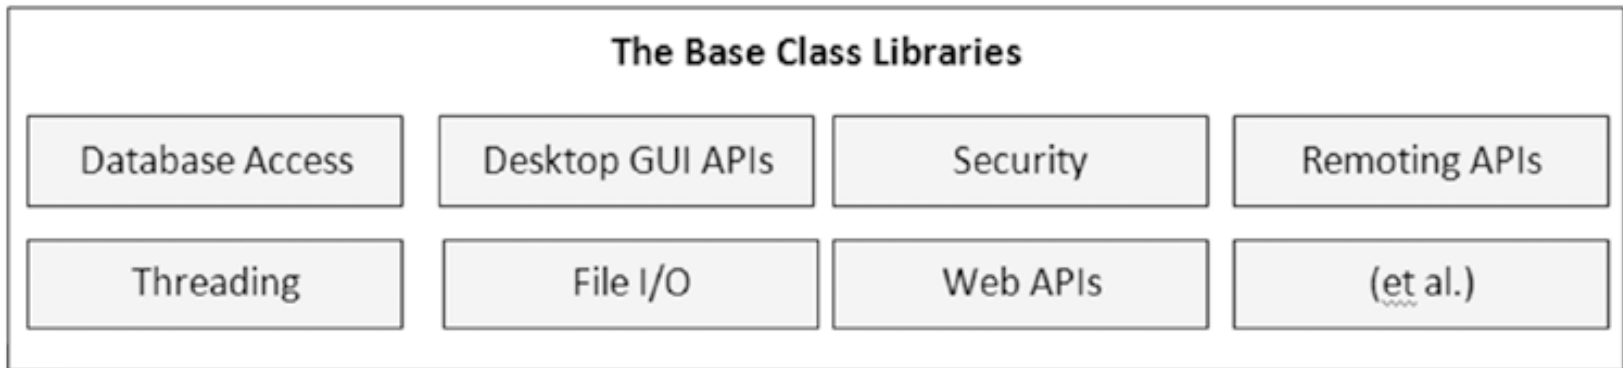 The Base Class Libraries
Database Access
Desktop GUI APIs
Security
Remoting APIs
Threading
File I/O
Web APIs
(et al.)